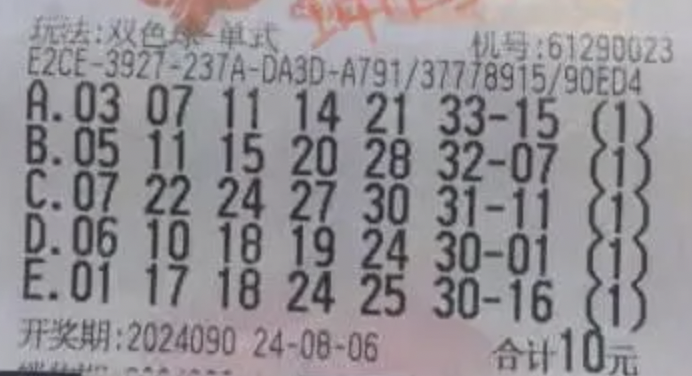 玩法:双色球-单式
机号:61290023
E2CE-3927-237A-DA3D-A791/37778915/90ED4
A.03 07 11 14 21 33-15 (1)
B.05 11 15 20 28 32-07 (1)
C.07 22 24 27 30 31-11 (1)
D.06 10 18 19 24 30-01 (1)
E.01 17 18 24 25 30-16 (1)
开奖期:2024090 24-08-06 合计10元